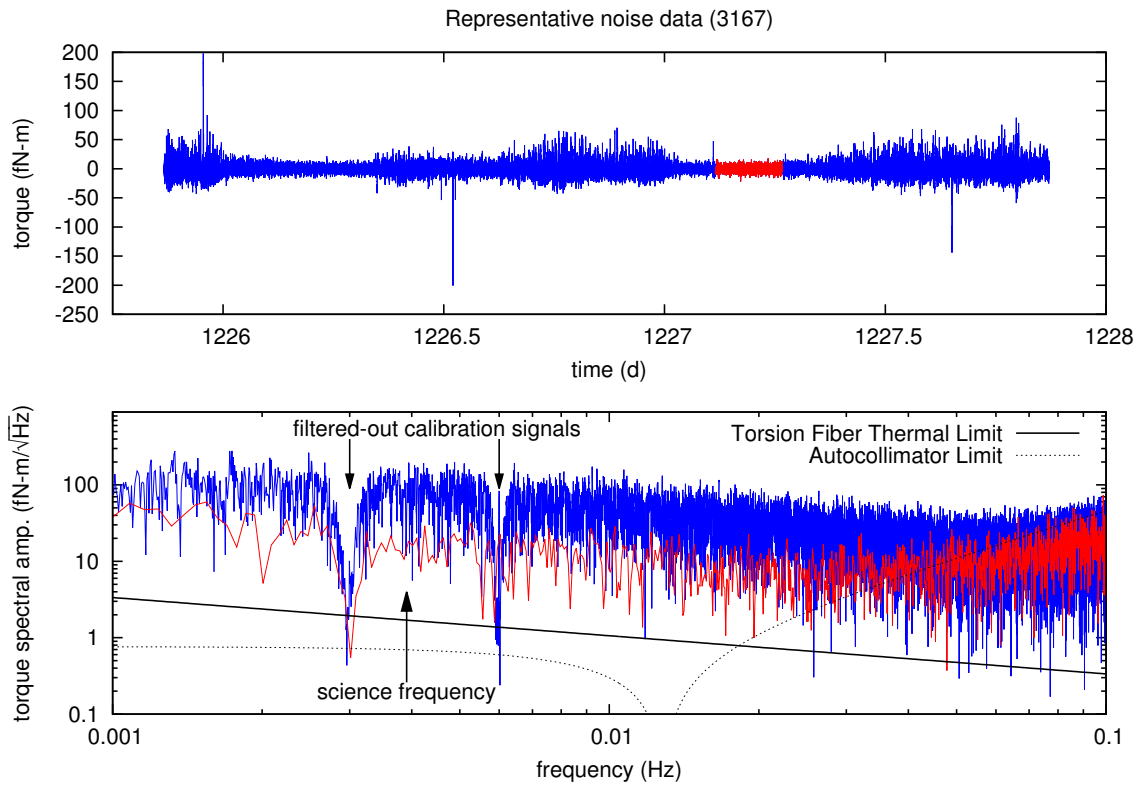 Representative noise data (3167)
torque (fN-m)
200
150
100
50
0
-50
-100
-150
-200
-250
1226
1226.5
1227
1227.5
1228
time (d)
torque spectral amp. (fN-m/√Hz)
100
10
1
0.1
filtered-out calibration signals
Torsion Fiber Thermal Limit
Autocollimator Limit
science frequency
0.001
0.01
0.1
frequency (Hz)